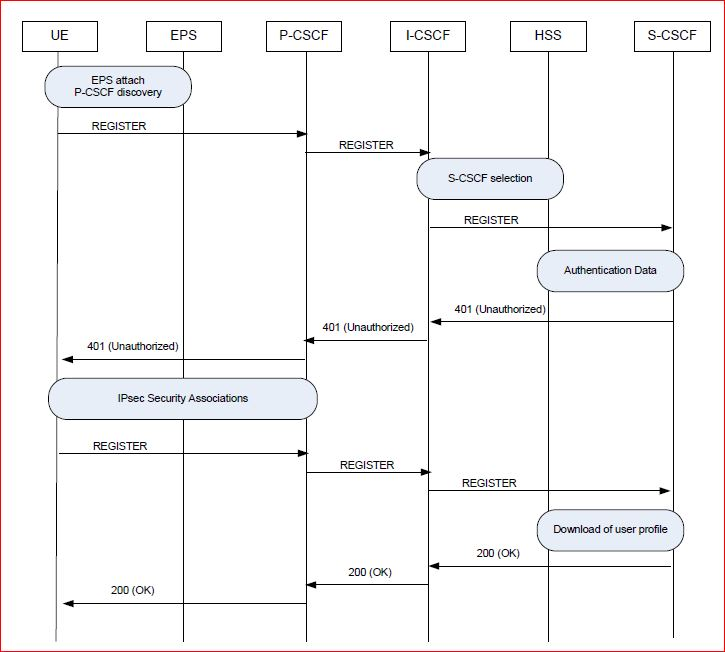 UE EPS P-CSCF I-CSCF HSS S-CSCF
EPS attach
P-CSCF discovery
REGISTER
REGISTER
S-CSCF selection
REGISTER
Authentication Data
401 (Unauthorized)
401 (Unauthorized)
401 (Unauthorized)
IPsec Security Associations
REGISTER
REGISTER
REGISTER
Download of user profile
200 (OK)
200 (OK)
200 (OK)